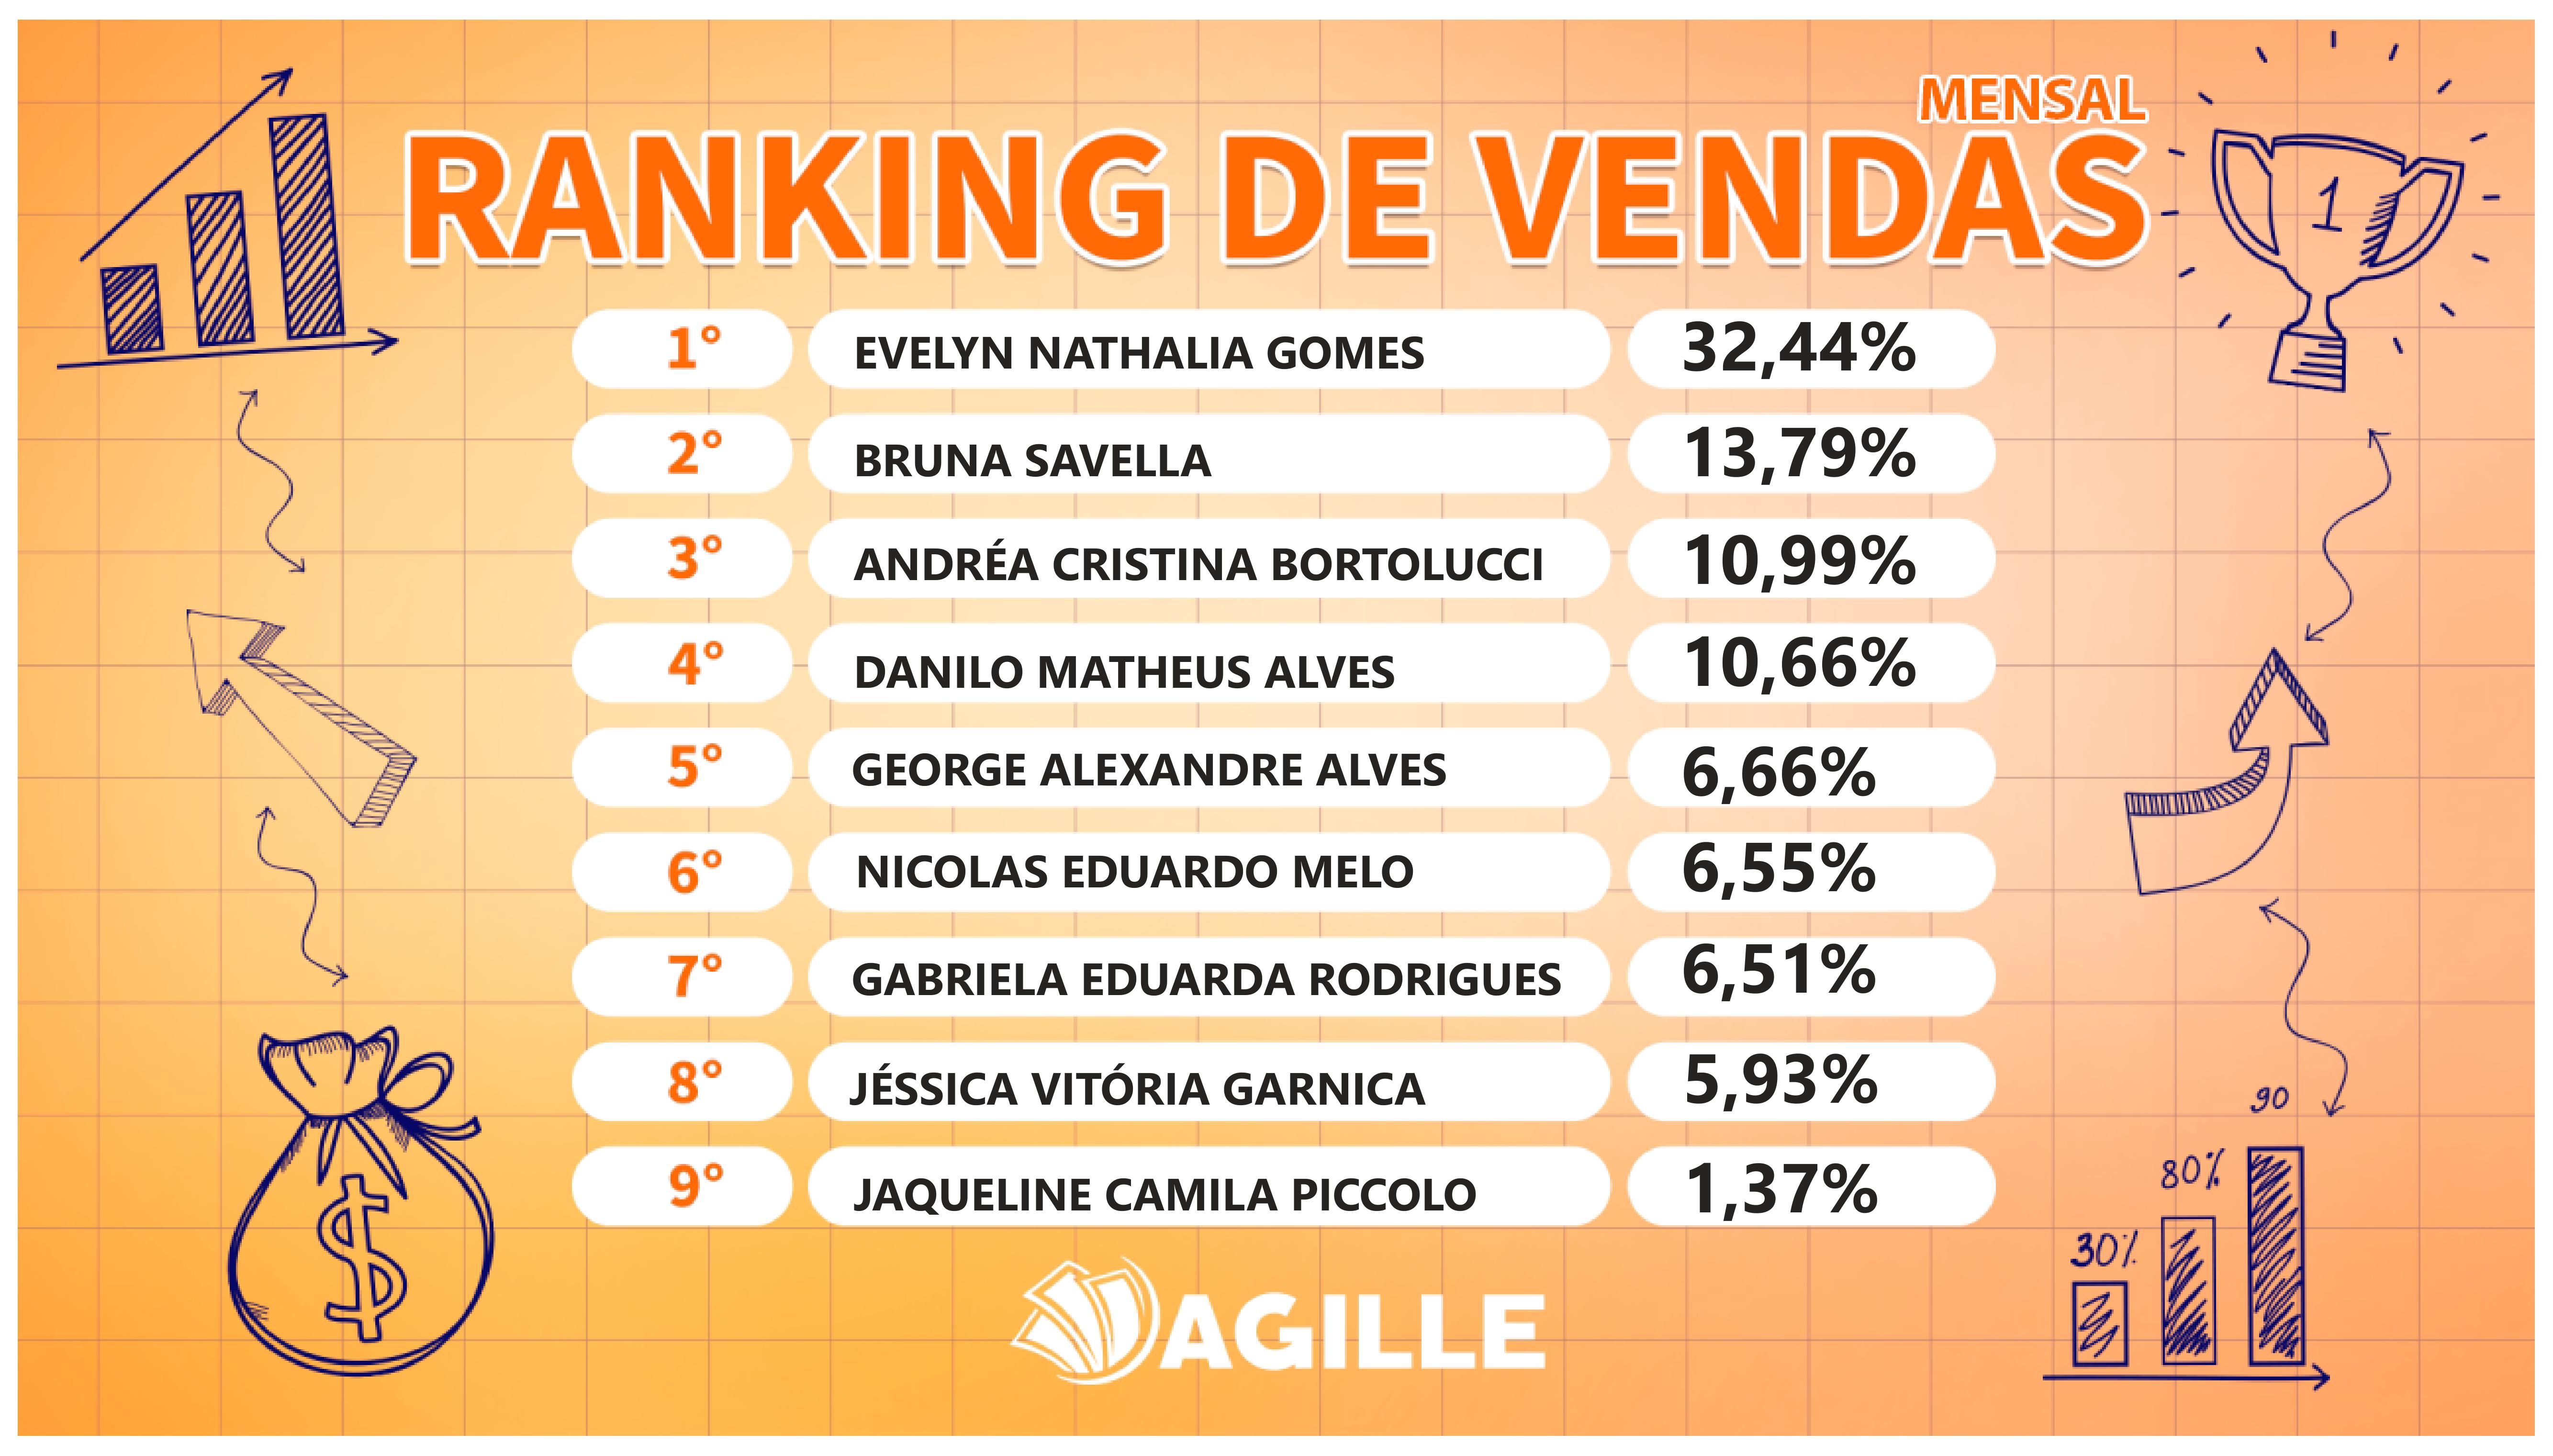 MENSAL
RANKING DE VENDAS
1° EVELYN NATHALIA GOMES 32,44%
2° BRUNA SAVELLA 13,79%
3° ANDRÉA CRISTINA BORTOLUCCI 10,99%
4° DANILO MATHEUS ALVES 10,66%
5° GEORGE ALEXANDRE ALVES 6,66%
6° NICOLAS EDUARDO MELO 6,55%
7° GABRIELA EDUARDA RODRIGUES 6,51%
8° JÉSSICA VITÓRIA GARNICA 5,93%
9° JAQUELINE CAMILA PICCOLO 1,37%
AGILLE
1
$
90
80%
30%